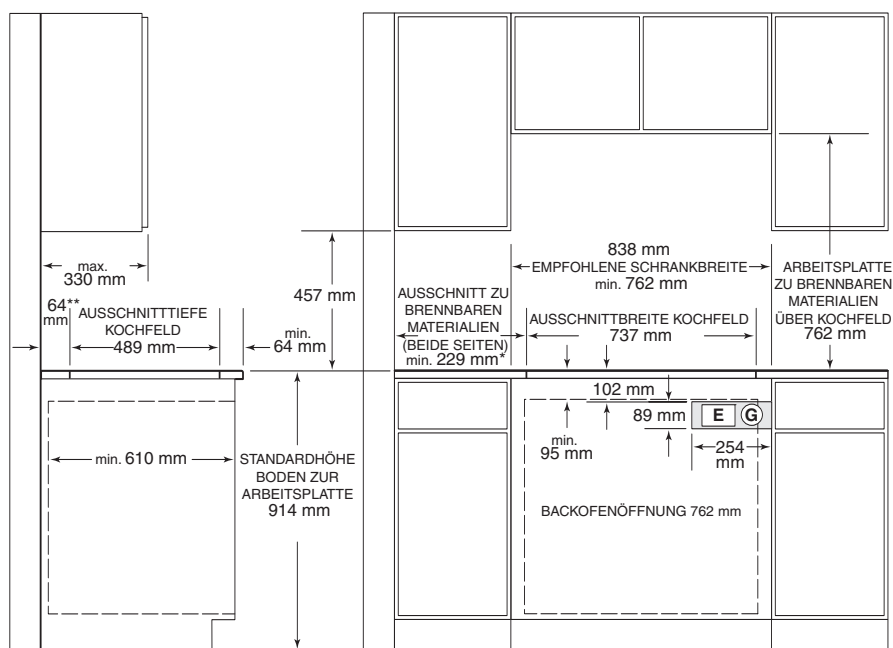 max.
330 mm
64**
mm
AUSSCHNITTTIEFE
KOCHFELD
489 mm
457 mm
min.
64 mm
min. 610 mm
STANDARDHÖHE
BODEN ZUR
ARBEITSPLATTE
914 mm
838 mm
EMPFOHLENE SCHRANKBREITE
min. 762 mm
AUSSCHNITT ZU
BRENNBAREN
MATERIALIEN
(BEIDE SEITEN)
min. 229 mm*
AUSSCHNITTBREITE KOCHFELD
737 mm
ARBEITSPLATTE
ZU BRENNBAREN
MATERIALIEN
ÜBER KOCHFELD
762 mm
102 mm
89 mm
E G
min.
95 mm
254
mm
BACKOFENÖFFNUNG 762 mm